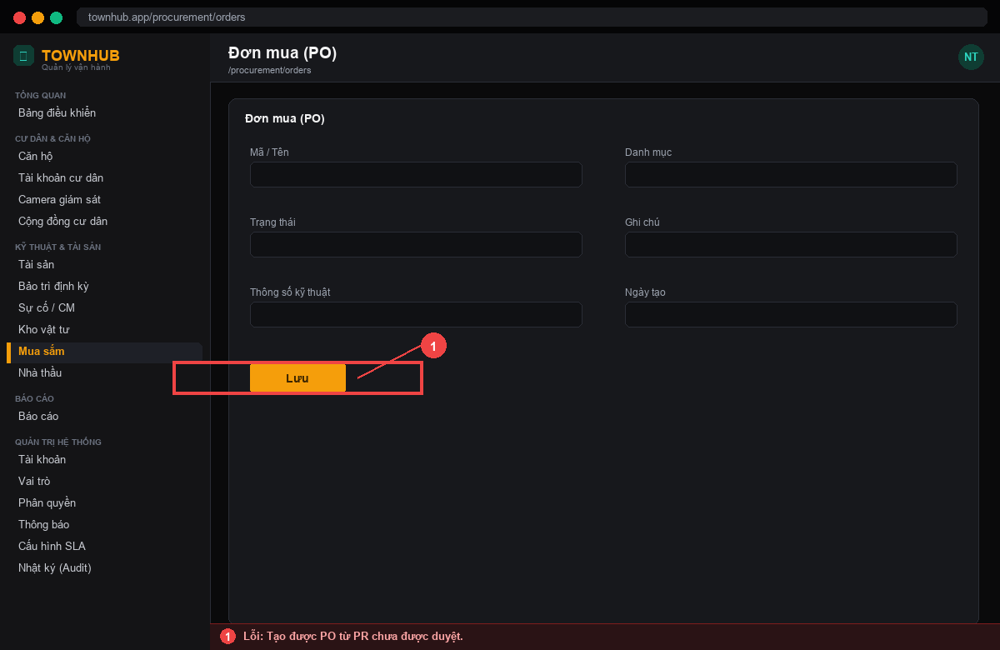 townhub.app/procurement/orders
TOWNHUB
Quản lý vận hành
TỔNG QUAN
Bảng điều khiển
CƯ DÂN & CĂN HỘ
Căn hộ
Tài khoản cư dân
Camera giám sát
Cộng đồng cư dân
KỸ THUẬT & TÀI SẢN
Tài sản
Bảo trì định kỳ
Sự cố / CM
Kho vật tư
Mua sắm
Nhà thầu
BÁO CÁO
Báo cáo
QUẢN TRỊ HỆ THỐNG
Tài khoản
Vai trò
Phân quyền
Thông báo
Cấu hình SLA
Nhật ký (Audit)
Đơn mua (PO)
/procurement/orders
NT
Đơn mua (PO)
Mã / Tên
Danh mục
Trạng thái
Ghi chú
Thông số kỹ thuật
Ngày tạo
1
Lưu
1 Lỗi: Tạo được PO từ PR chưa được duyệt.